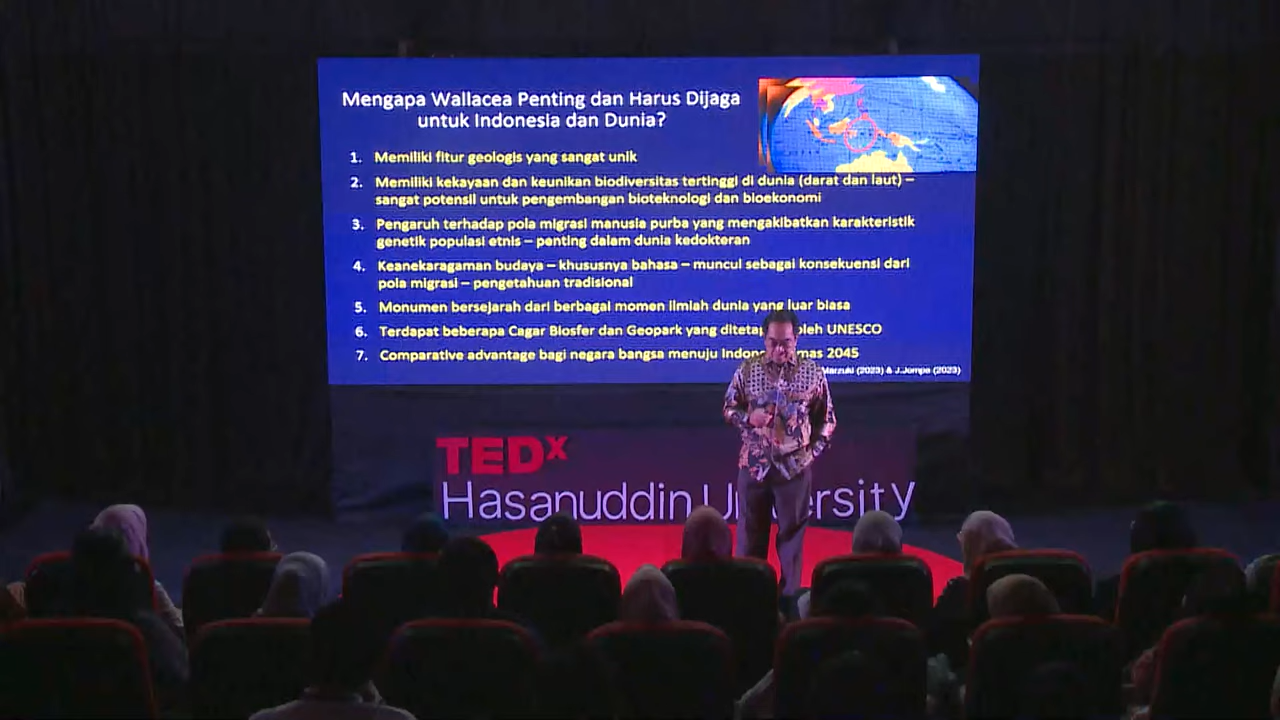 Mengapa Wallacea Penting dan Harus Dijaga
untuk Indonesia dan Dunia?
1. Memiliki fitur geologis yang sangat unik
2. Memiliki kekayaan dan keunikan biodiversitas tertinggi di dunia (darat dan laut) –
sangat potensil untuk pengembangan bioteknologi dan bioekonomi
3. Pengaruh terhadap pola migrasi manusia purba yang mengakibatkan karakteristik
genetik populasi etnis – penting dalam dunia kedokteran
4. Keanekaragaman budaya – khususnya bahasa – muncul sebagai konsekuensi dari
pola migrasi – pengetahuan tradisional
5. Monumen bersejarah dari berbagai momen ilmiah dunia yang luar biasa
6. Terdapat beberapa Cagar Biosfer dan Geopark yang oleh UNESCO
7. Comparative advantage bagi negara bangsa menuju 2045
Marzuki (2023) & J.Jompa (2023)
TEDx
Hasanuddin University